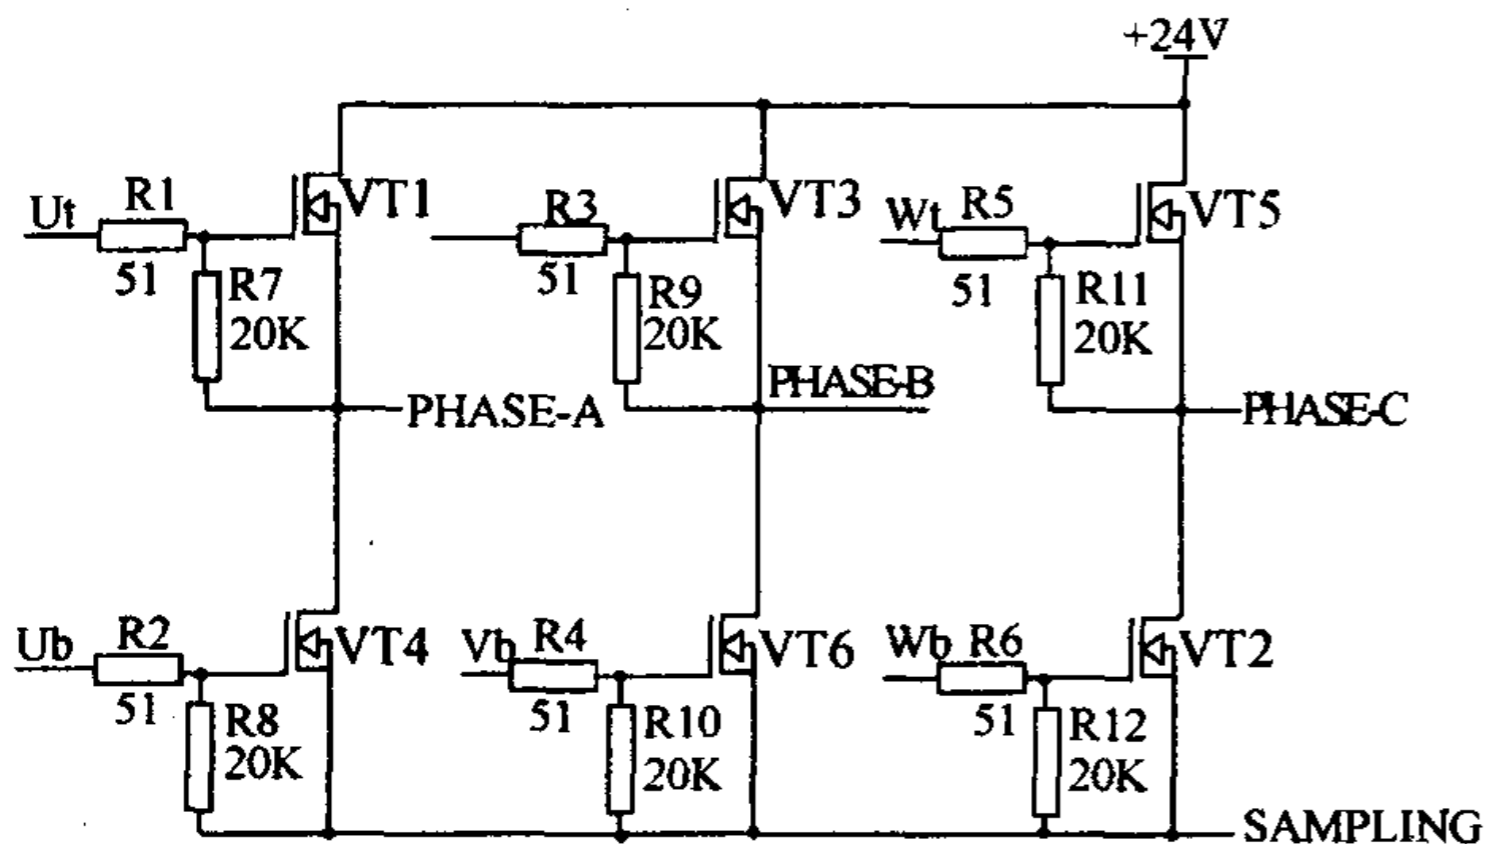 +24V
Ut
R1
51
VT1
R7
20K
R3
51
VT3
R9
20K
Wt
R5
51
VT5
R11
20K
PHASE-A
PHASE-B
PHASE-C
Ub
R2
51
VT4
R8
20K
Vb
R4
51
VT6
R10
20K
Wb
R6
51
VT2
R12
20K
SAMPLING